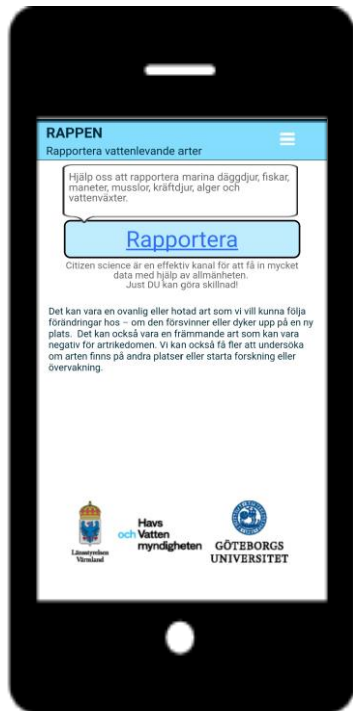 RAPPEN
Rapportera vattenlevande arter
Hjälp oss att rapportera marina däggdjur, fiskar,
maneter, musslor, kräftdjur, alger och
vattenväxter.
Rapportera
Citizen science är en effektiv kanal för att få in mycket
data med hjälp av allmänheten.
Just DU kan göra skillnad!
Det kan vara en ovanlig eller hotad art som vi vill kunna följa
förändringar hos – om den försvinner eller dyker upp på en ny
plats. Det kan också vara en främmande art som kan vara
negativ för artrikedomen. Vi kan också få fler att undersöka
om arten finns på andra platser eller starta forskning eller
övervakning.
Länsstyrelsen
Värmland
Havs
och Vatten
myndigheten
GÖTEBORGS
UNIVERSITET